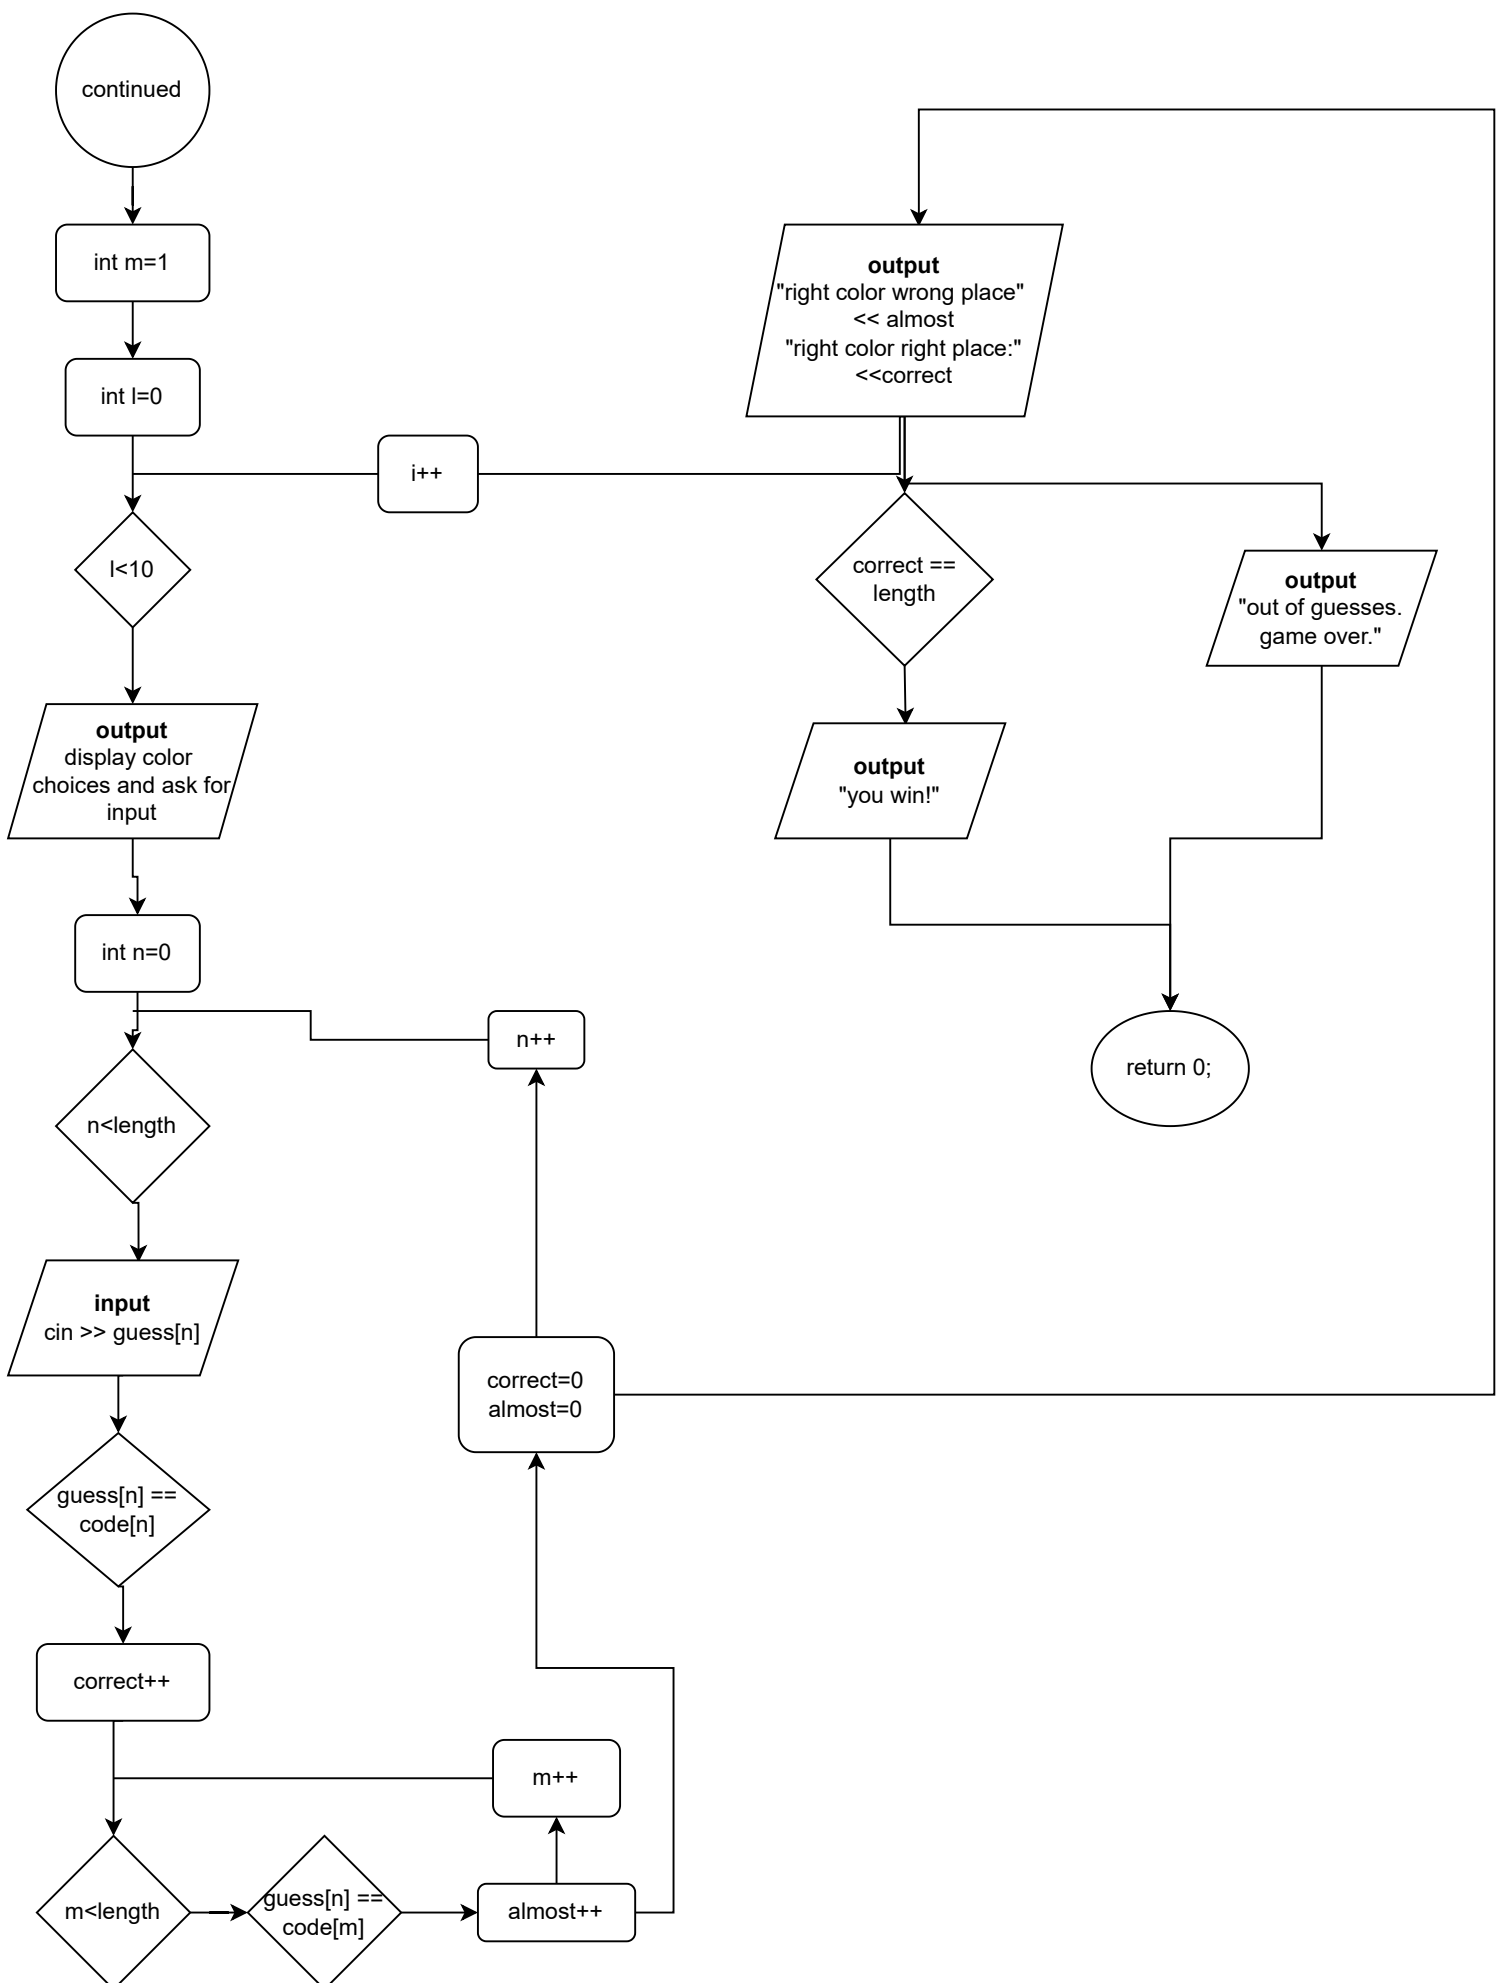 continued
int m=1
int l=0
i++
l<10
output
display color
choices and ask for
input
int n=0
n++
n<length
input
cin >> guess[n]
correct=0
almost=0
guess[n] ==
code[n]
correct++
m++
m<length
guess[n] ==
code[m]
almost++
output
"right color wrong place"
<< almost
"right color right place:"
<<correct
correct ==
length
output
"out of guesses.
game over."
output
"you win!"
return 0;